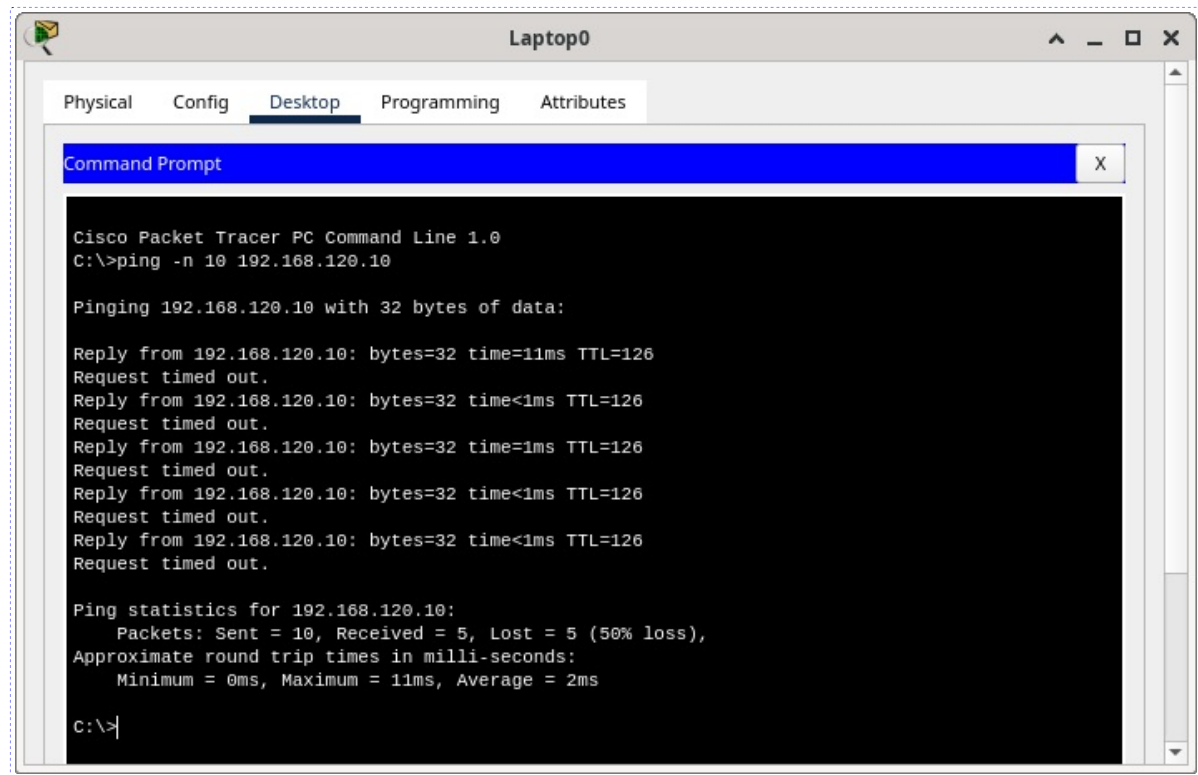 Laptop0
Physical Config Desktop Programming Attributes
Command Prompt X
Cisco Packet Tracer PC Command Line 1.0
C:\>ping -n 10 192.168.120.10
Pinging 192.168.120.10 with 32 bytes of data:
Reply from 192.168.120.10: bytes=32 time=11ms TTL=126
Request timed out.
Reply from 192.168.120.10: bytes=32 time<1ms TTL=126
Request timed out.
Reply from 192.168.120.10: bytes=32 time=1ms TTL=126
Request timed out.
Reply from 192.168.120.10: bytes=32 time<1ms TTL=126
Request timed out.
Reply from 192.168.120.10: bytes=32 time<1ms TTL=126
Request timed out.
Ping statistics for 192.168.120.10:
Packets: Sent = 10, Received = 5, Lost = 5 (50% loss),
Approximate round trip times in milli-seconds:
Minimum = 0ms, Maximum = 11ms, Average = 2ms
C:\>